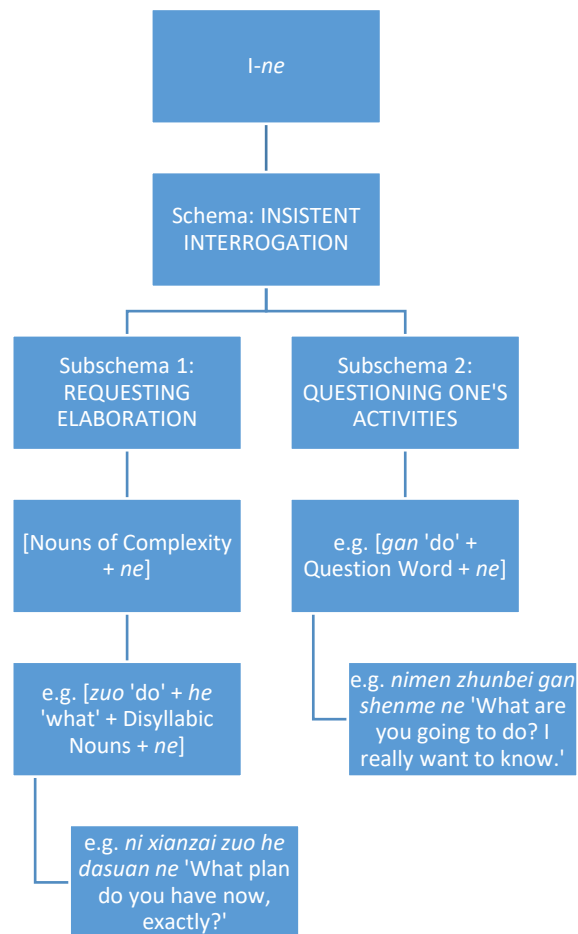 I-ne
Schema: INSISTENT
INTERROGATION
Subschema 1:
REQUESTING
ELABORATION
Subschema 2:
QUESTIONING ONE'S
ACTIVITIES
[Nouns of Complexity
+ ne]
e.g. [gan 'do' +
Question Word + ne]
e.g. [zuo 'do' + he
'what' + Disyllabic
Nouns + ne]
e.g. nimen zhunbei gan
shenme ne 'What are
you going to do? I
really want to know.'
e.g. ni xianzai zuo he
dasuan ne 'What plan
do you have now,
exactly?'